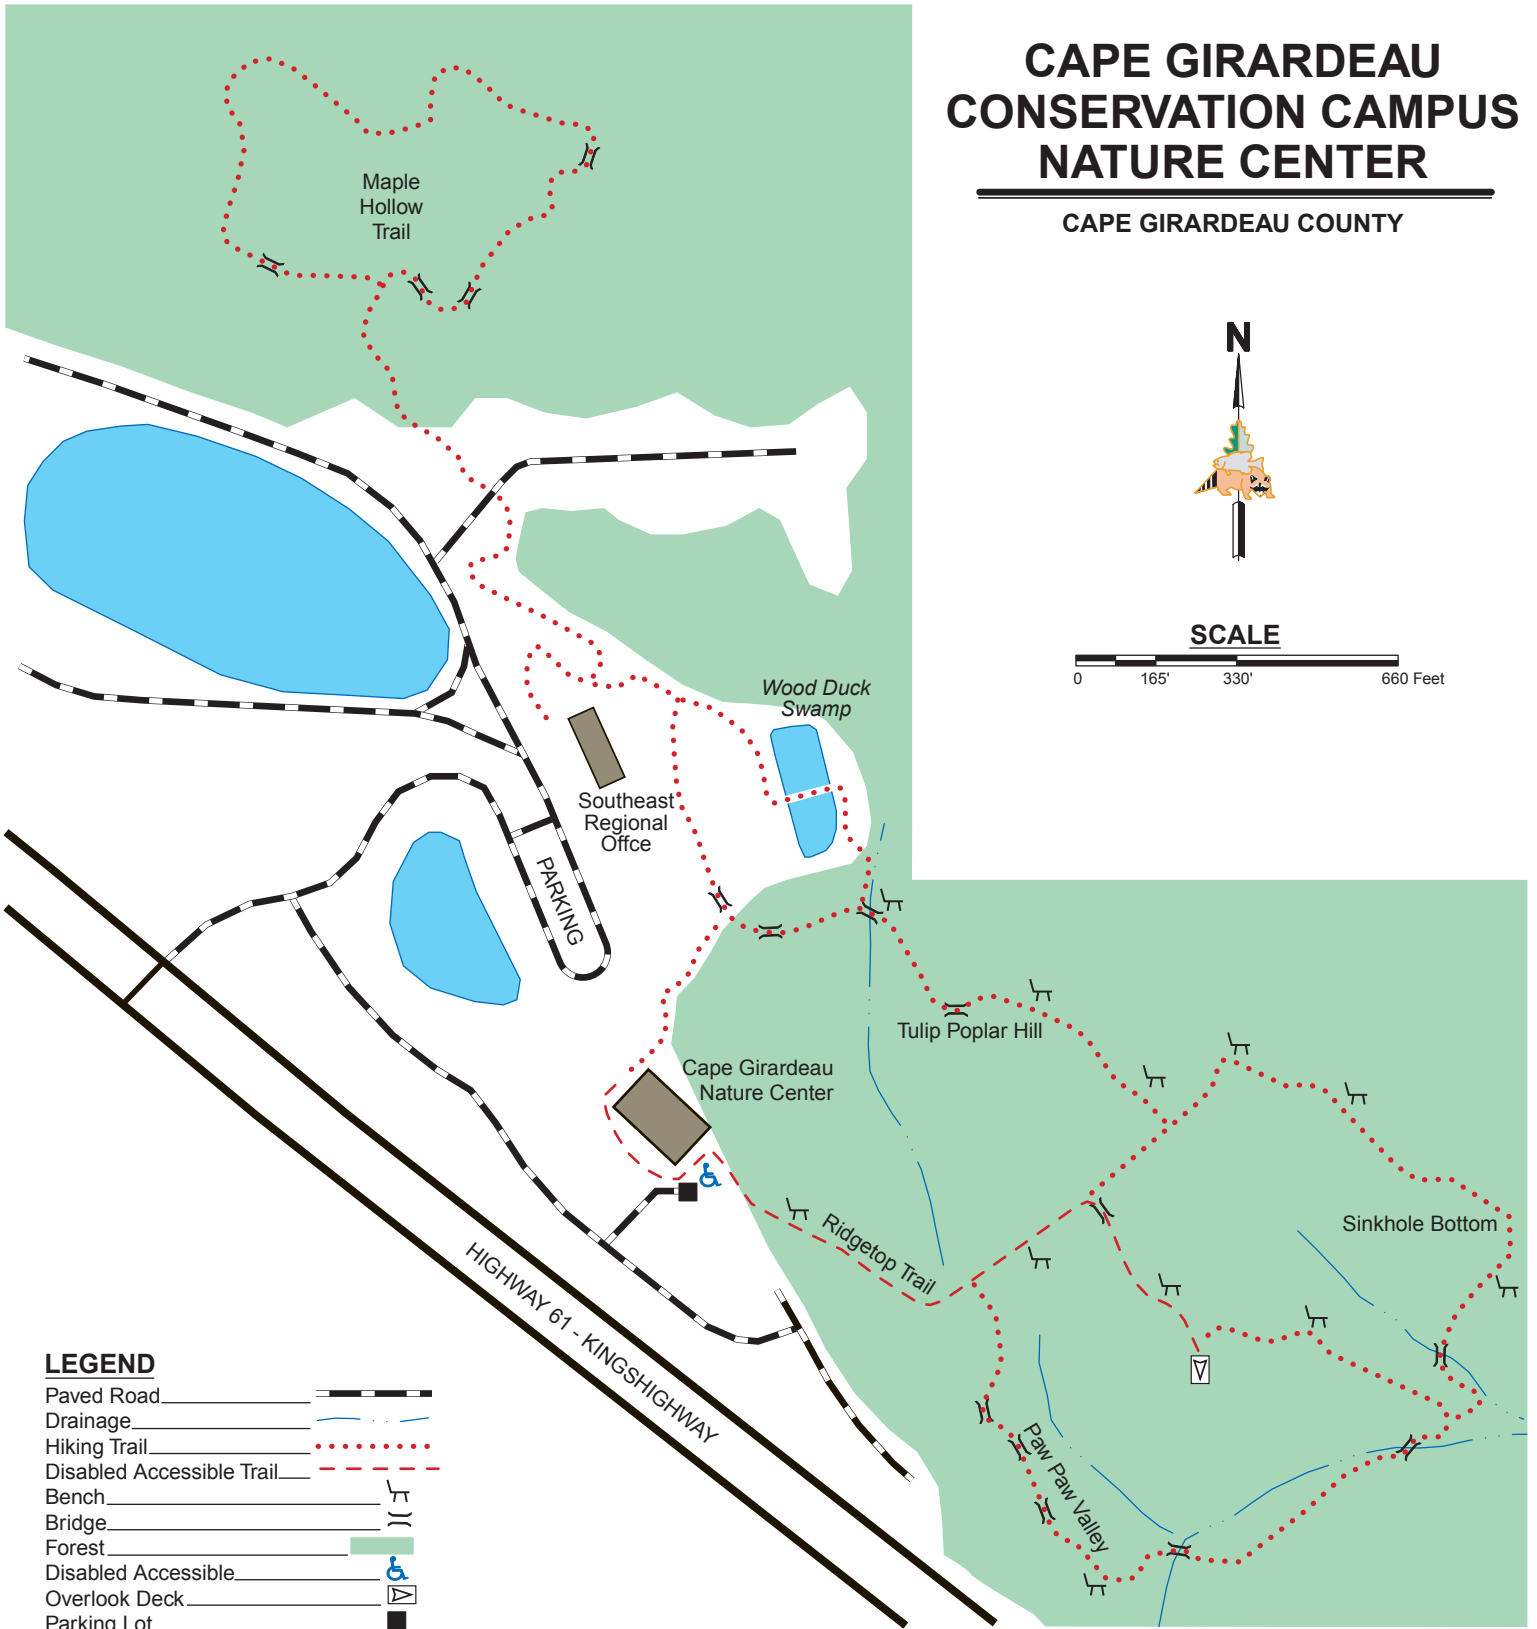 CAPE GIRARDEAU
CONSERVATION CAMPUS
NATURE CENTER
CAPE GIRARDEAU COUNTY
Maple
Hollow
Trail
N
SCALE
0 165' 330' 660 Feet
Wood Duck
Swamp
Southeast
Regional
Offce
PARKING
Tulip Poplar Hill
Cape Girardeau
Nature Center
Ridgetop Trail
Sinkhole Bottom
HIGHWAY 61 - KINGSHIGHWAY
Paw Paw Valley
LEGEND
Paved Road
Drainage
Hiking Trail
Disabled Accessible Trail
Bench
Bridge
Forest
Disabled Accessible
Overlook Deck
Parking Lot